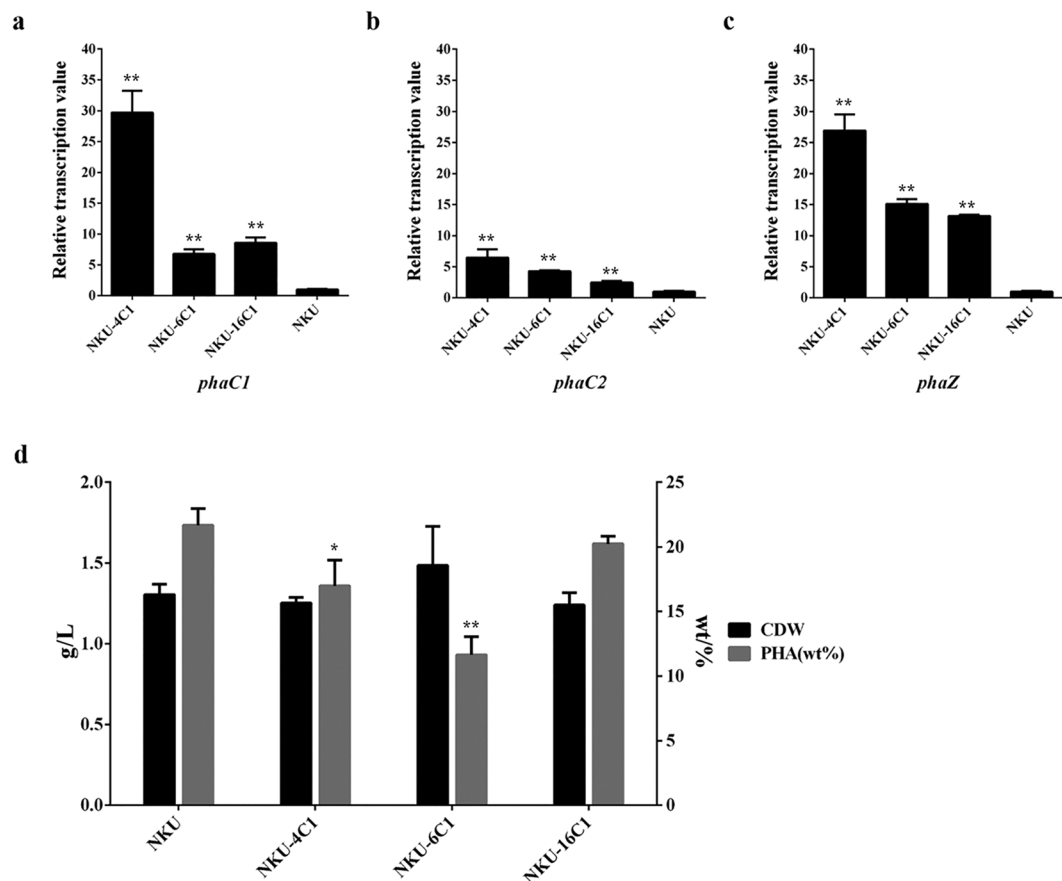 a
Relative transcription value
40
35
30
25
20
15
10
5
0
**
**
**
NKU-4C1
NKU-6C1
NKU-16C1
NKU
phaC1
b
Relative transcription value
40
35
30
25
20
15
10
5
0
**
**
**
NKU-4C1
NKU-6C1
NKU-16C1
NKU
phaC2
c
Relative transcription value
40
35
30
25
20
15
10
5
0
**
**
**
NKU-4C1
NKU-6C1
NKU-16C1
NKU
phaZ
d
g/L
2.0
1.5
1.0
0.5
0.0
*
**
25
20
15
10
5
0
wt/%
CDW
PHA(wt%)
NKU
NKU-4C1
NKU-6C1
NKU-16C1